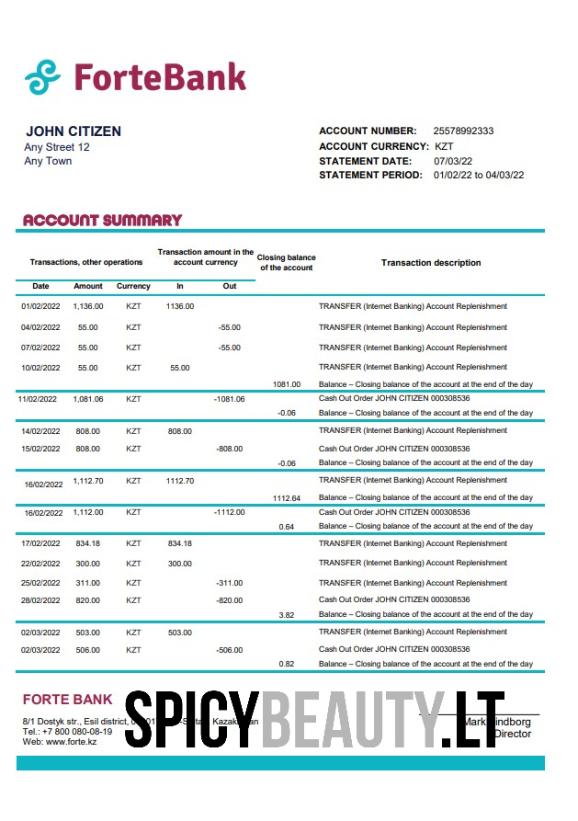 ForteBank
JOHN CITIZEN
Any Street 12
Any Town
ACCOUNT NUMBER: 25578992333
ACCOUNT CURRENCY: KZT
STATEMENT DATE: 07/03/22
STATEMENT PERIOD: 01/02/22 to 04/03/22
ACCOUNT SUMMARY
Transactions, other operations
Transaction amount in the account currency
Closing balance of the account
Transaction description
Date Amount Currency In Out
01/02/2022 1,136.00 KZT 1136.00 TRANSFER (Internet Banking) Account Replenishment
04/02/2022 55.00 KZT -55.00 TRANSFER (Internet Banking) Account Replenishment
07/02/2022 55.00 KZT -55.00 TRANSFER (Internet Banking) Account Replenishment
10/02/2022 55.00 KZT 55.00 TRANSFER (Internet Banking) Account Replenishment
1081.00 Balance – Closing balance of the account at the end of the day
11/02/2022 1,081.06 KZT -1081.06 Cash Out Order JOHN CITIZEN 000308536
-0.06 Balance – Closing balance of the account at the end of the day
14/02/2022 808.00 KZT 808.00 TRANSFER (Internet Banking) Account Replenishment
15/02/2022 808.00 KZT -808.00 Cash Out Order JOHN CITIZEN 000308536
-0.06 Balance – Closing balance of the account at the end of the day
16/02/2022 1,112.70 KZT 1112.70 TRANSFER (Internet Banking) Account Replenishment
1112.64 Balance – Closing balance of the account at the end of the day
16/02/2022 1,112.00 KZT -1112.00 Cash Out Order JOHN CITIZEN 000308536
0.64 Balance – Closing balance of the account at the end of the day
17/02/2022 834.18 KZT 834.18 TRANSFER (Internet Banking) Account Replenishment
22/02/2022 300.00 KZT 300.00 TRANSFER (Internet Banking) Account Replenishment
25/02/2022 311.00 KZT -311.00 TRANSFER (Internet Banking) Account Replenishment
28/02/2022 820.00 KZT -820.00 Cash Out Order JOHN CITIZEN 000308536
3.82 Balance – Closing balance of the account at the end of the day
02/03/2022 503.00 KZT 503.00 TRANSFER (Internet Banking) Account Replenishment
02/03/2022 506.00 KZT -506.00 Cash Out Order JOHN CITIZEN 000308536
0.82 Balance – Closing balance of the account at the end of the day
FORTE BANK
8/1 Dostyk str., Esil district,
Tel.: +7 800 080-08-19
Web: www.forte.kz
SPICYBEAUTY.LT
Mark
Director